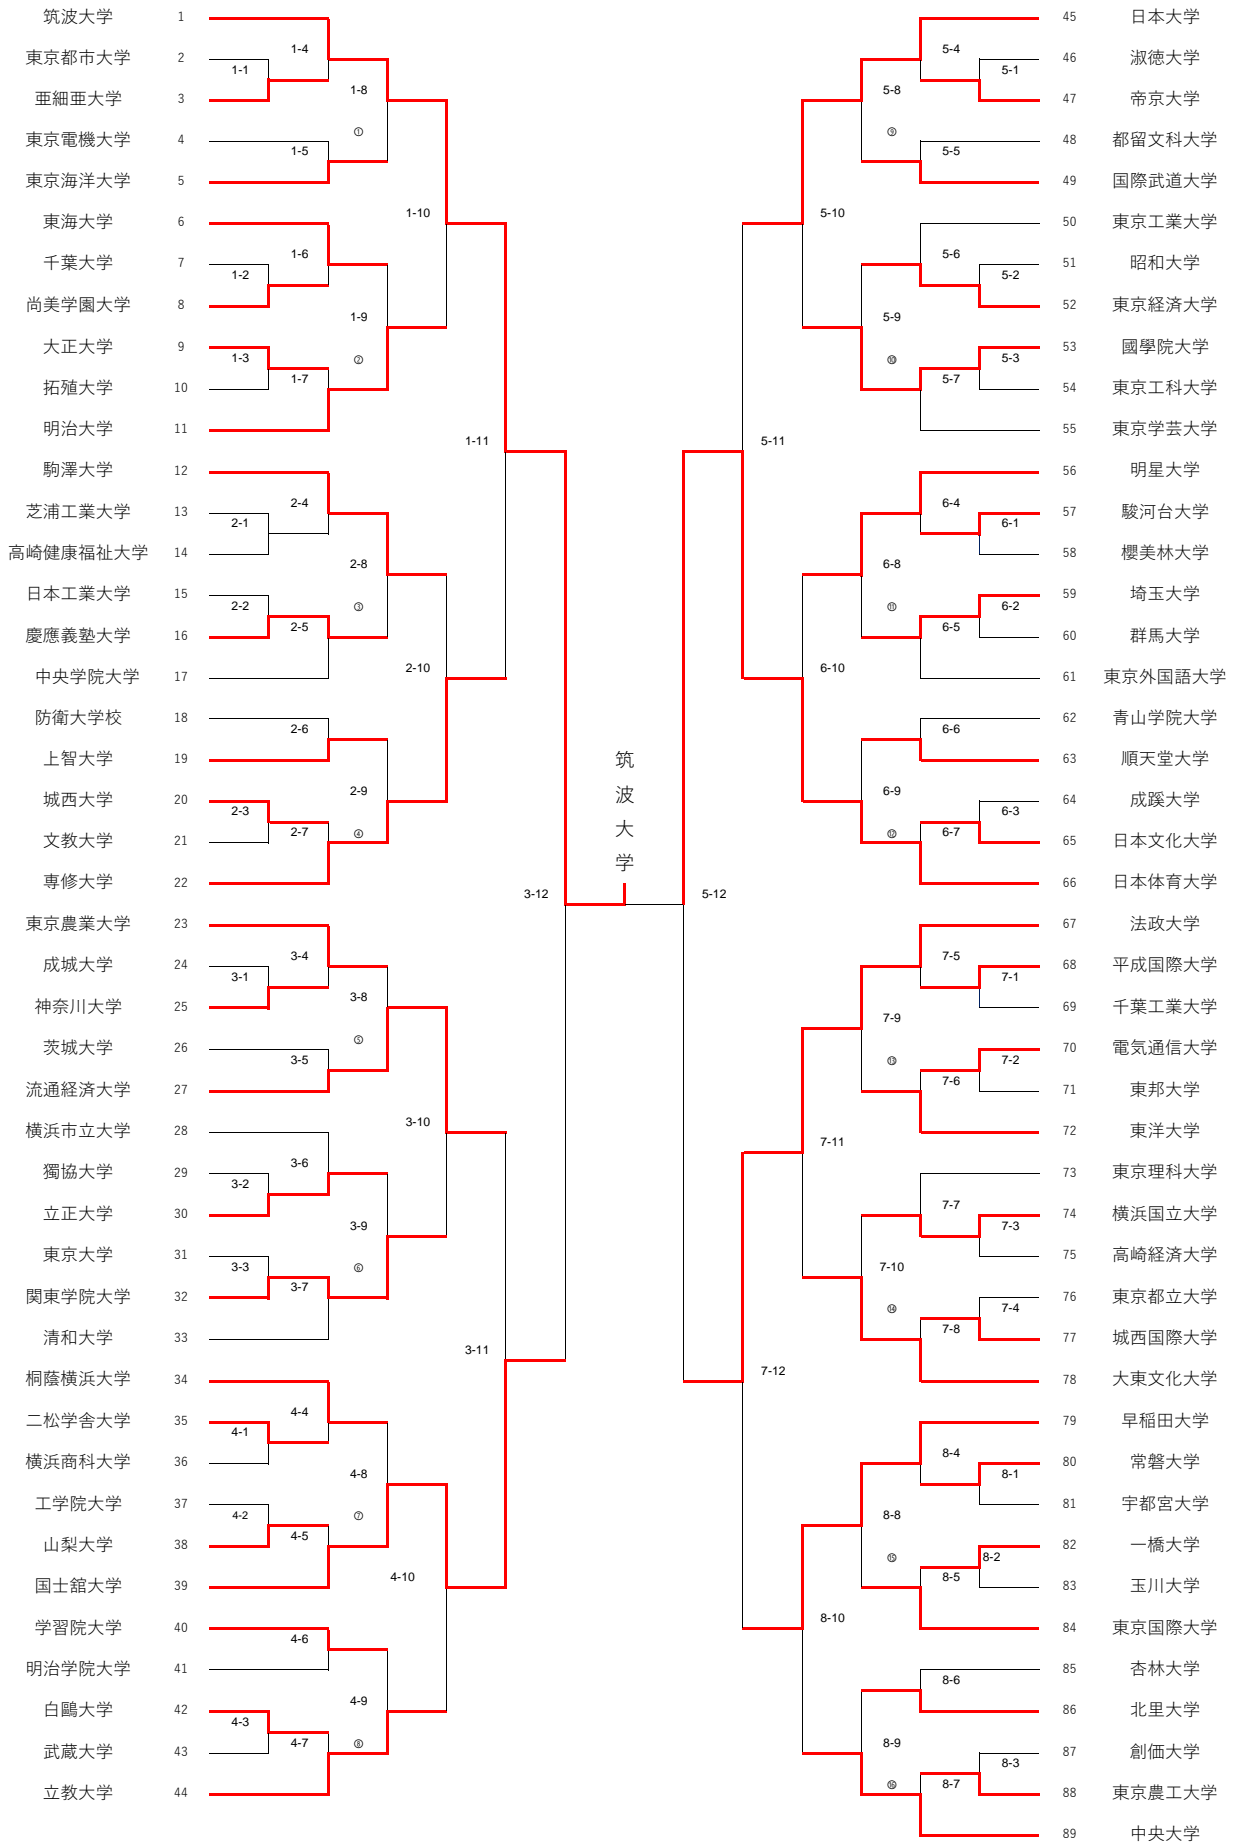 筑波大学 1
東京都市大学 2
亜細亜大学 3
東京電機大学 4
東京海洋大学 5
東海大学 6
千葉大学 7
尚美学園大学 8
大正大学 9
拓殖大学 10
明治大学 11
駒澤大学 12
芝浦工業大学 13
高崎健康福祉大学 14
日本工業大学 15
慶應義塾大学 16
中央学院大学 17
防衛大学校 18
上智大学 19
城西大学 20
文教大学 21
専修大学 22
東京農業大学 23
成城大学 24
神奈川大学 25
茨城大学 26
流通経済大学 27
横浜市立大学 28
獨協大学 29
立正大学 30
東京大学 31
関東学院大学 32
清和大学 33
桐蔭横浜大学 34
二松学舎大学 35
横浜商科大学 36
工学院大学 37
山梨大学 38
国士舘大学 39
学習院大学 40
明治学院大学 41
白鷗大学 42
武蔵大学 43
立教大学 44
1-1
1-2
1-3
2-1
2-2
2-3
3-1
3-2
3-3
4-1
4-2
4-3
1-4
1-5
1-6
1-7
2-4
2-5
2-6
2-7
3-4
3-5
3-6
3-7
4-4
4-5
4-6
4-7
1-8
①
1-9
②
2-8
③
2-9
④
3-8
⑤
3-9
⑥
4-8
⑦
4-9
⑧
1-10
2-10
3-10
4-10
1-11
3-11
3-12
筑
波
大
学
5-12
5-11
7-12
5-10
6-10
7-11
8-10
5-8
⑨
5-9
⑩
6-8
⑪
6-9
⑫
7-9
⑬
7-10
⑭
8-8
⑮
8-9
⑯
5-4
5-5
5-6
5-7
6-4
6-5
6-6
6-7
7-5
7-6
7-7
7-8
8-4
8-5
8-6
8-7
5-1
5-2
5-3
6-1
6-2
6-3
7-1
7-2
7-3
7-4
8-1
8-2
8-3
45 日本大学
46 淑徳大学
47 帝京大学
48 都留文科大学
49 国際武道大学
50 東京工業大学
51 昭和大学
52 東京経済大学
53 國學院大学
54 東京工科大学
55 東京学芸大学
56 明星大学
57 駿河台大学
58 櫻美林大学
59 埼玉大学
60 群馬大学
61 東京外国語大学
62 青山学院大学
63 順天堂大学
64 成蹊大学
65 日本文化大学
66 日本体育大学
67 法政大学
68 平成国際大学
69 千葉工業大学
70 電気通信大学
71 東邦大学
72 東洋大学
73 東京理科大学
74 横浜国立大学
75 高崎経済大学
76 東京都立大学
77 城西国際大学
78 大東文化大学
79 早稲田大学
80 常磐大学
81 宇都宮大学
82 一橋大学
83 玉川大学
84 東京国際大学
85 杏林大学
86 北里大学
87 創価大学
88 東京農工大学
89 中央大学